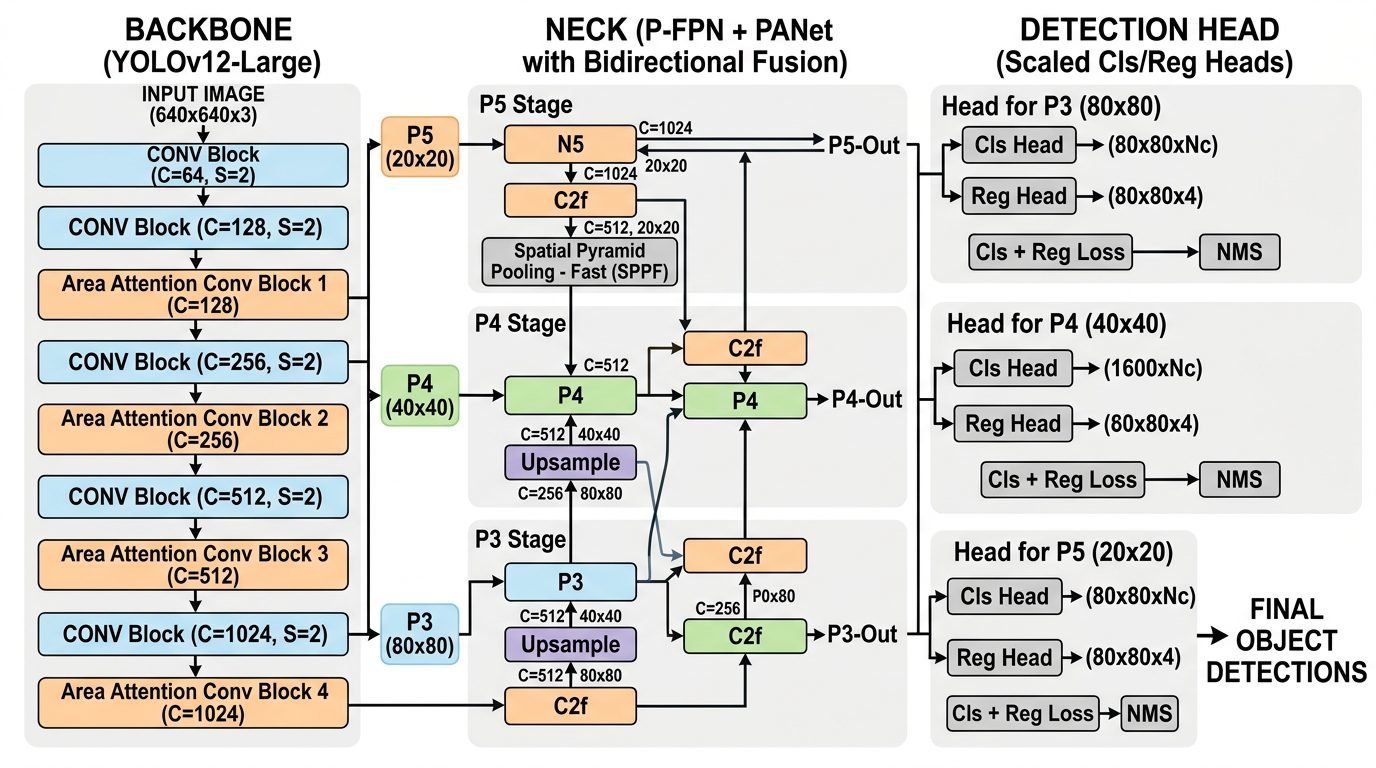 BACKBONE
(YOLOv12-Large)
INPUT IMAGE
(640x640x3)
CONV Block
(C=64, S=2)
CONV Block (C=128, S=2)
Area Attention Conv Block 1
(C=128)
CONV Block (C=256, S=2)
Area Attention Conv Block 2
(C=256)
CONV Block (C=512, S=2)
Area Attention Conv Block 3
(C=512)
CONV Block (C=1024, S=2)
Area Attention Conv Block 4
(C=1024)
P5
(20x20)
P4
(40x40)
P3
(80x80)
NECK (P-FPN + PANet
with Bidirectional Fusion)
P5 Stage
N5
C=1024
20x20
P5-Out
C=1024
C2f
C=512, 20x20
Spatial Pyramid
Pooling - Fast (SPPF)
P4 Stage
C=512
C2f
P4
P4
P4-Out
C=512 40x40
Upsample
C=256 80x80
P3 Stage
C2f
P3
C=256 P0x80
C=512 40x40
Upsample
C2f
P3-Out
C=512 80x80
C2f
DETECTION HEAD
(Scaled Cls/Reg Heads)
Head for P3 (80x80)
Cls Head
(80x80xNc)
Reg Head
(80x80x4)
Cls + Reg Loss
NMS
Head for P4 (40x40)
Cls Head
(1600xNc)
Reg Head
(80x80x4)
Cls + Reg Loss
NMS
Head for P5 (20x20)
Cls Head
(80x80xNc)
Reg Head
(80x80x4)
Cls + Reg Loss
NMS
FINAL
OBJECT
DETECTIONS